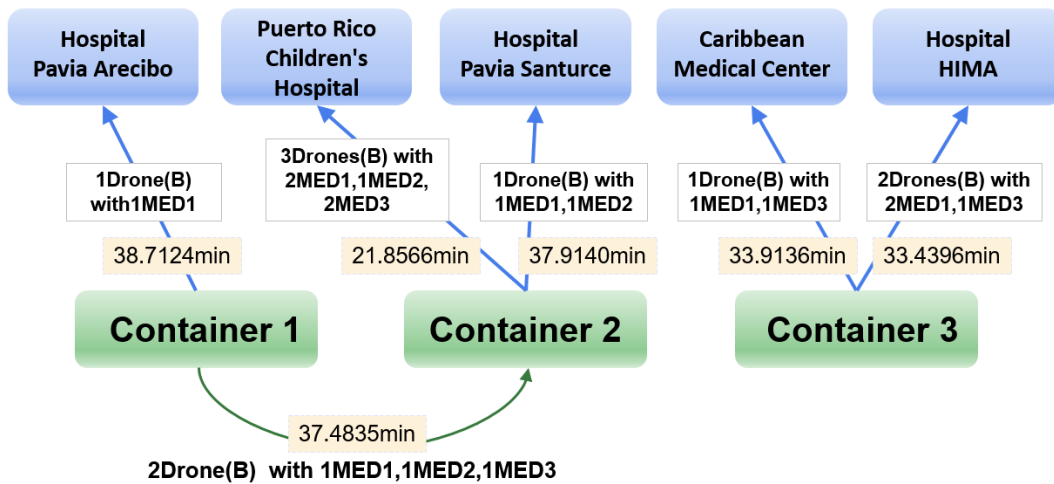 Hospital
Pavia Arecibo
Puerto Rico
Children's
Hospital
Hospital
Pavia Santurce
Caribbean
Medical Center
Hospital
HIMA
1Drone(B)
with1MED1
3Drones(B) with
2MED1,1MED2,
2MED3
1Drone(B) with
1MED1,1MED2
1Drone(B) with
1MED1,1MED3
2Drones(B) with
2MED1,1MED3
38.7124min
21.8566min
37.9140min
33.9136min
33.4396min
Container 1
Container 2
Container 3
37.4835min
2Drone(B) with 1MED1,1MED2,1MED3